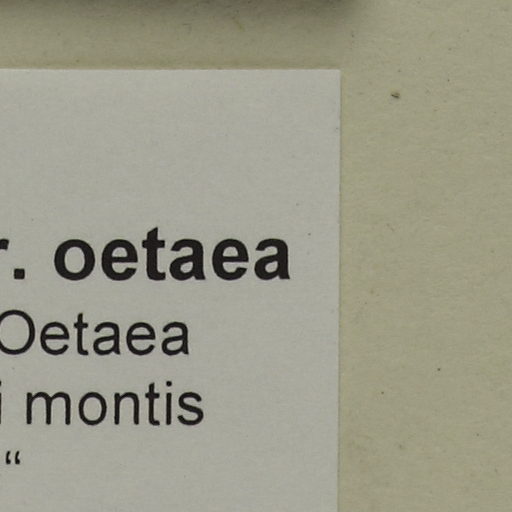 r. oetaea
Oetaea
i montis
“